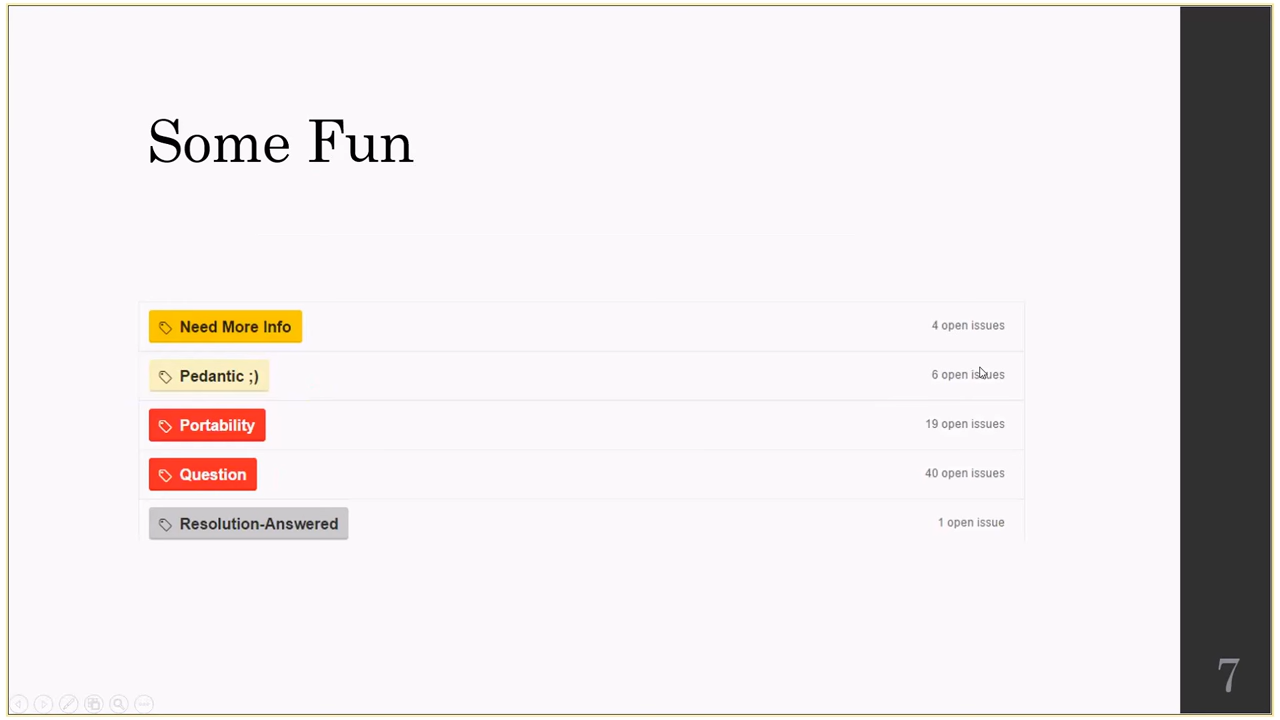 Some Fun
Need More Info 4 open issues
Pedantic ;) 6 open issues
Portability 19 open issues
Question 40 open issues
Resolution-Answered 1 open issue
7